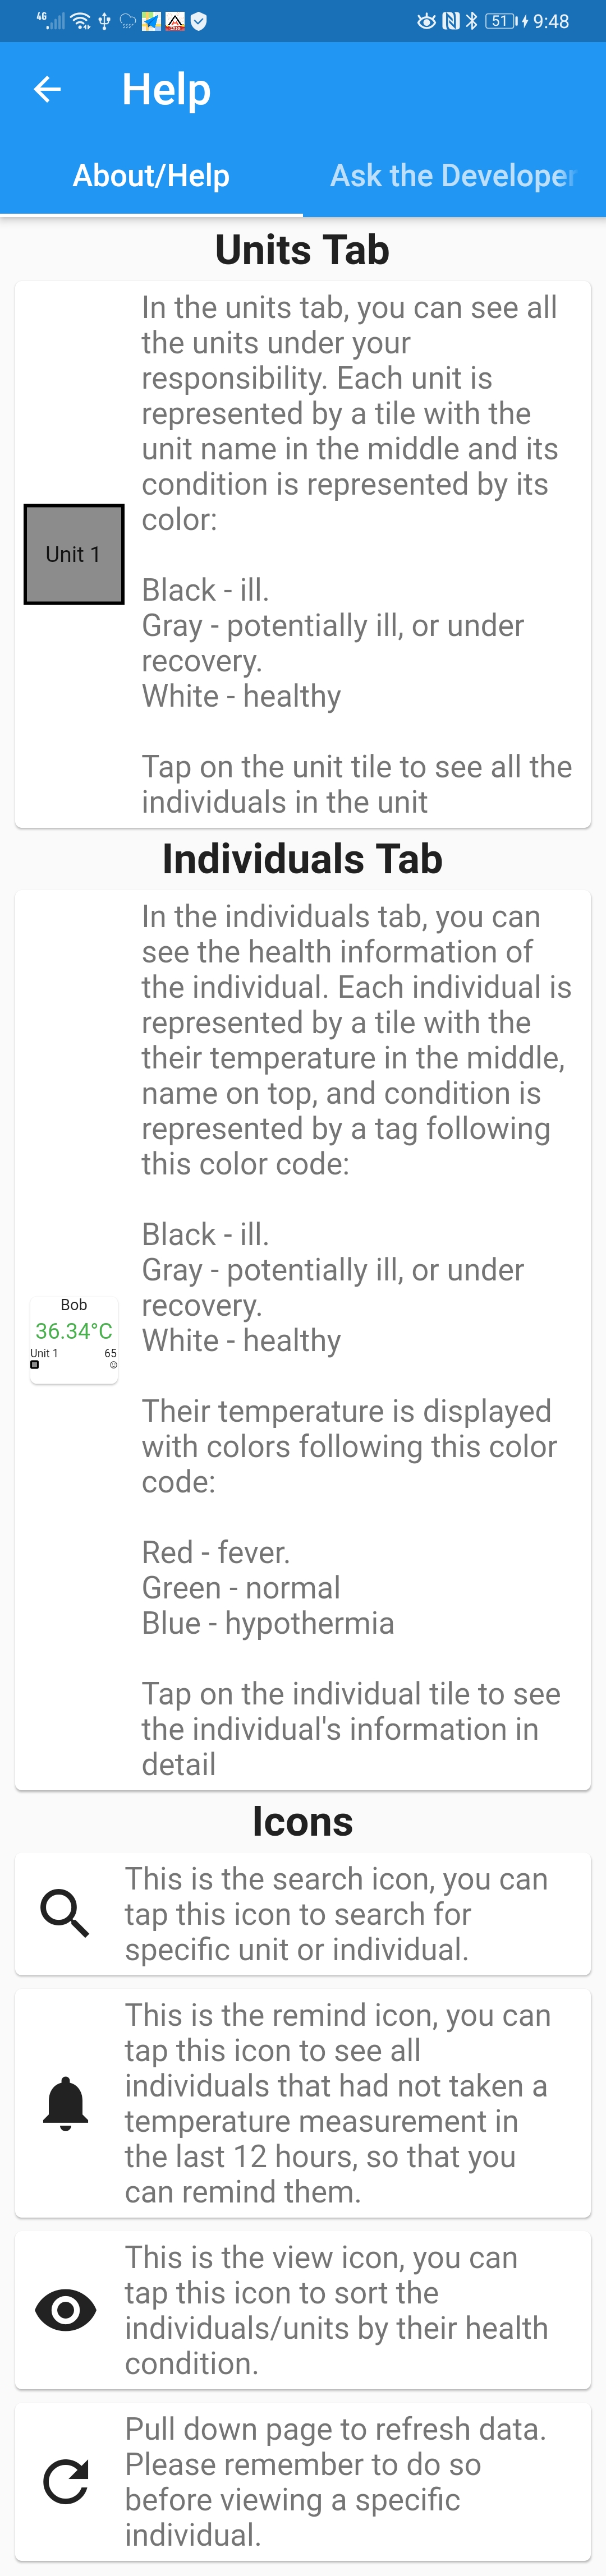 4G 51 9:48
Help
About/Help Ask the Developer
Units Tab
In the units tab, you can see all
the units under your
responsibility. Each unit is
represented by a tile with the
unit name in the middle and its
condition is represented by its
color:
Unit 1
Black - ill.
Gray - potentially ill, or under
recovery.
White - healthy
Tap on the unit tile to see all the
individuals in the unit
Individuals Tab
In the individuals tab, you can
see the health information of
the individual. Each individual is
represented by a tile with the
their temperature in the middle,
name on top, and condition is
represented by a tag following
this color code:
Black - ill.
Gray - potentially ill, or under
recovery.
White - healthy
Bob
36.34°C
Unit 1 65
Their temperature is displayed
with colors following this color
code:
Red - fever.
Green - normal
Blue - hypothermia
Tap on the individual tile to see
the individual's information in
detail
Icons
This is the search icon, you can
tap this icon to search for
specific unit or individual.
This is the remind icon, you can
tap this icon to see all
individuals that had not taken a
temperature measurement in
the last 12 hours, so that you
can remind them.
This is the view icon, you can
tap this icon to sort the
individuals/units by their health
condition.
Pull down page to refresh data.
Please remember to do so
before viewing a specific
individual.